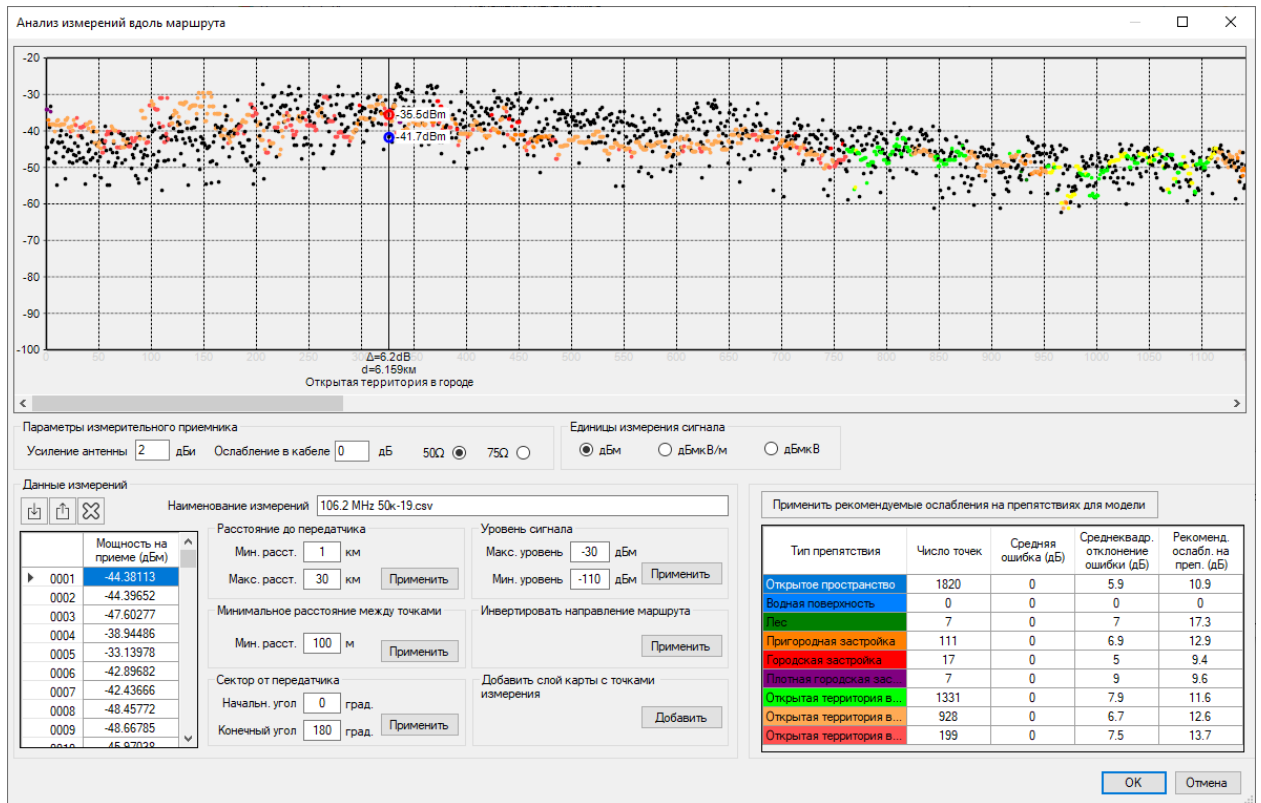 Анализ измерений вдоль маршрута
-20
-30
-40
-50
-60
-70
-80
-90
-100
-35.5dBm
-41.7dBm
0 50 100 150 200 250 300 350 400 450 500 550 600 650 700 750 800 850 900 950 1000 1050 1100
Δ=6.2dB
d=6.159км
Открытая территория в городе
Параметры измерительного приемника
Усиление антенны 2 дБи Ослабление в кабеле 0 дБ 50Ω 75Ω
Единицы измерения сигнала
дБм дБмкВ/м дБмкВ
Данные измерений
Наименование измерений 106.2 MHz 50к-19.csv
Мощность на
приеме (дБм)
0001 -44.38113
0002 -44.39652
0003 -47.60277
0004 -38.94486
0005 -33.13978
0006 -42.89682
0007 -42.43666
0008 -48.45772
0009 -48.66785
0010 -45.97038
Расстояние до передатчика
Мин. расст. 1 км
Макс. расст. 30 км Применить
Минимальное расстояние между точками
Мин. расст. 100 м Применить
Сектор от передатчика
Начальн. угол 0 град.
Конечный угол 180 град. Применить
Уровень сигнала
Макс. уровень -30 дБм
Мин. уровень -110 дБм Применить
Инвертировать направление маршрута
Применить
Добавить слой карты с точками
измерения
Добавить
Применить рекомендуемые ослабления на препятствиях для модели
Тип препятствия Число точек Средняя ошибка (дБ) Среднеквадр. отклонение ошибки (дБ) Рекоменд. ослабл. на преп. (дБ)
Открытое пространство 1820 0 5.9 10.9
Водная поверхность 0 0 0 0
Лес 7 0 7 17.3
Пригородная застройка 111 0 6.9 12.9
Городская застройка 17 0 5 9.4
Плотная городская зас... 7 0 9 9.6
Открытая территория в... 1331 0 7.9 11.6
Открытая территория в... 928 0 6.7 12.6
Открытая территория в... 199 0 7.5 13.7
OK Отмена